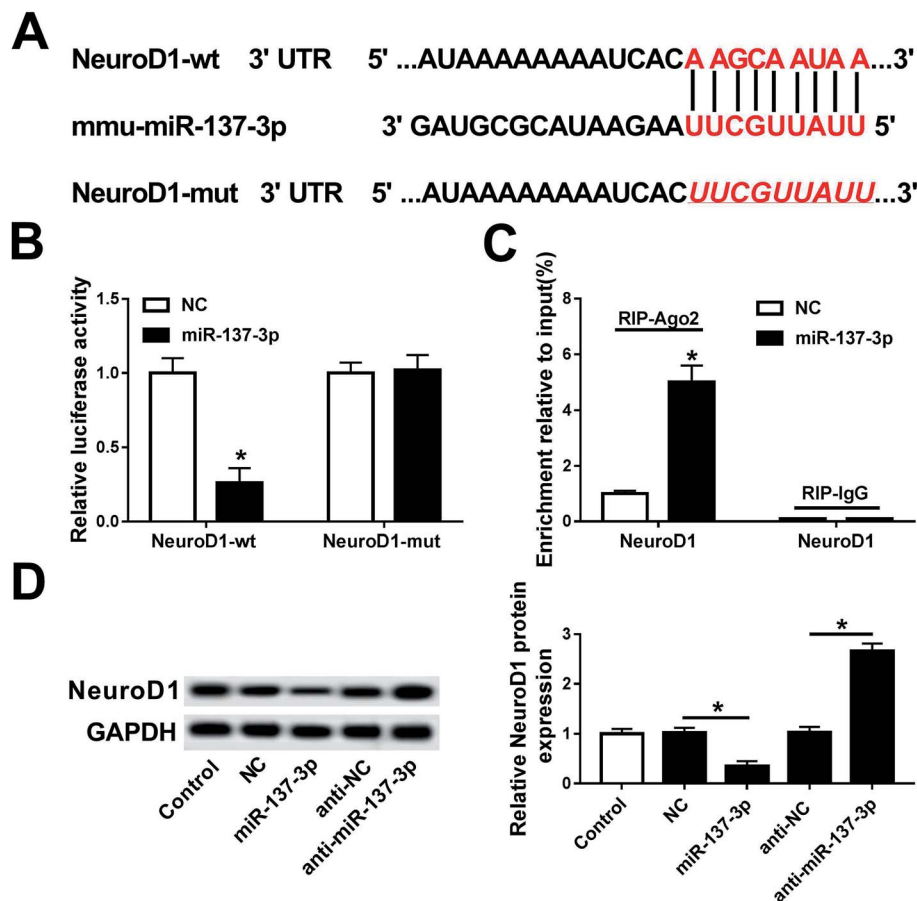 A
NeuroD1-wt 3' UTR 5' ...AUAAAAAAAAUCACAAGCAAUAA...3'
mmu-miR-137-3p 3' GAUGCGCAUAAGAAUUCGUUAUU 5'
NeuroD1-mut 3' UTR 5' ...AUAAAAAAAAUCACUUCGUUAUU...3'
B
NC
miR-137-3p
Relative luciferase activity
1.5
1.0
0.5
0.0
*
NeuroD1-wt NeuroD1-mut
C
NC
miR-137-3p
Enrichment relative to input(%)
8
6
4
2
0
RIP-Ago2
*
RIP-IgG
NeuroD1 NeuroD1
D
NeuroD1
GAPDH
Control NC miR-137-3p anti-NC anti-miR-137-3p
Relative NeuroD1 protein
expression
3
2
1
0
*
*
Control NC miR-137-3p anti-NC anti-miR-137-3p